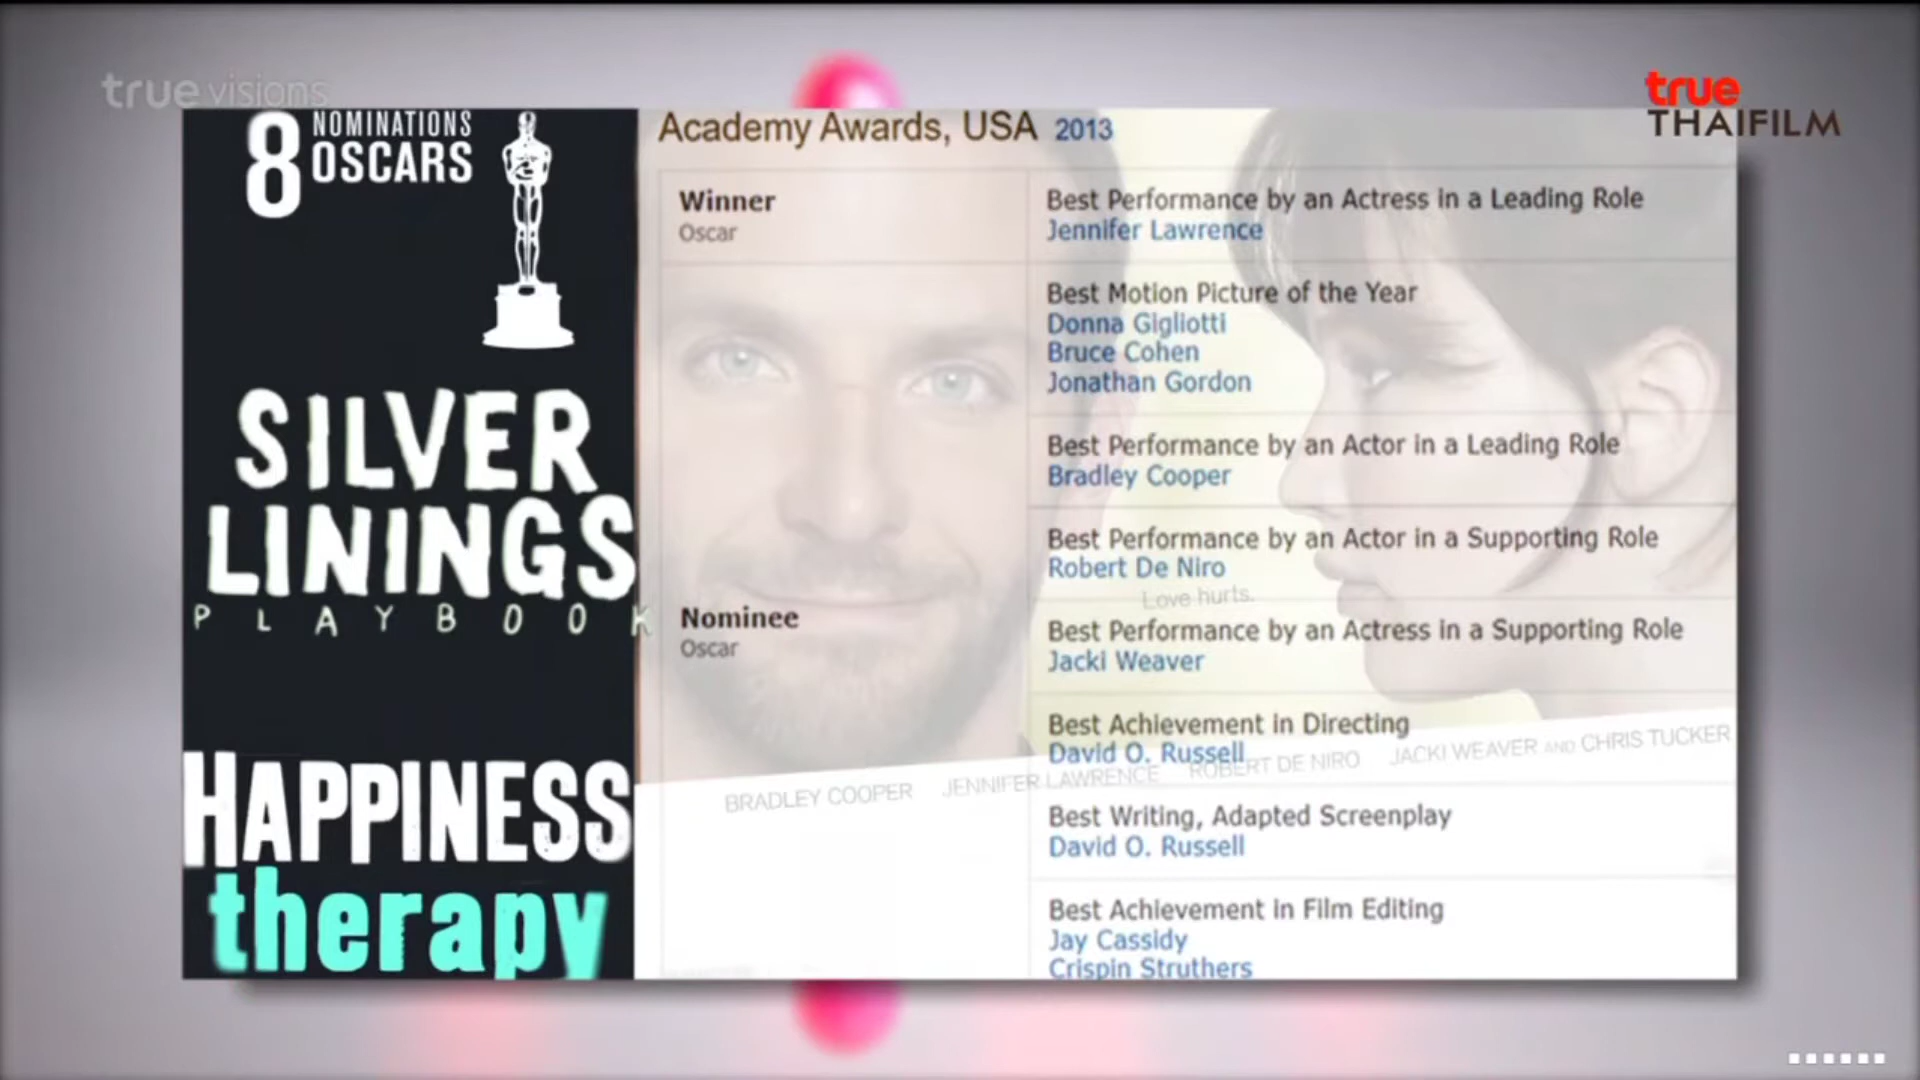 true visions
true
THAIFILM
8 NOMINATIONS
OSCARS
SILVER
LININGS
PLAYBOOK
HAPPINESS
therapy
Academy Awards, USA 2013
Winner
Oscar
Best Performance by an Actress in a Leading Role
Jennifer Lawrence
Best Motion Picture of the Year
Donna Gigliotti
Bruce Cohen
Jonathan Gordon
Best Performance by an Actor in a Leading Role
Bradley Cooper
Best Performance by an Actor in a Supporting Role
Robert De Niro
Love hurts.
Nominee
Oscar
Best Performance by an Actress in a Supporting Role
Jacki Weaver
Best Achievement in Directing
David O. Russell
BRADLEY COOPER JENNIFER LAWRENCE ROBERT DE NIRO JACKI WEAVER AND CHRIS TUCKER
Best Writing, Adapted Screenplay
David O. Russell
Best Achievement in Film Editing
Jay Cassidy
Crispin Struthers